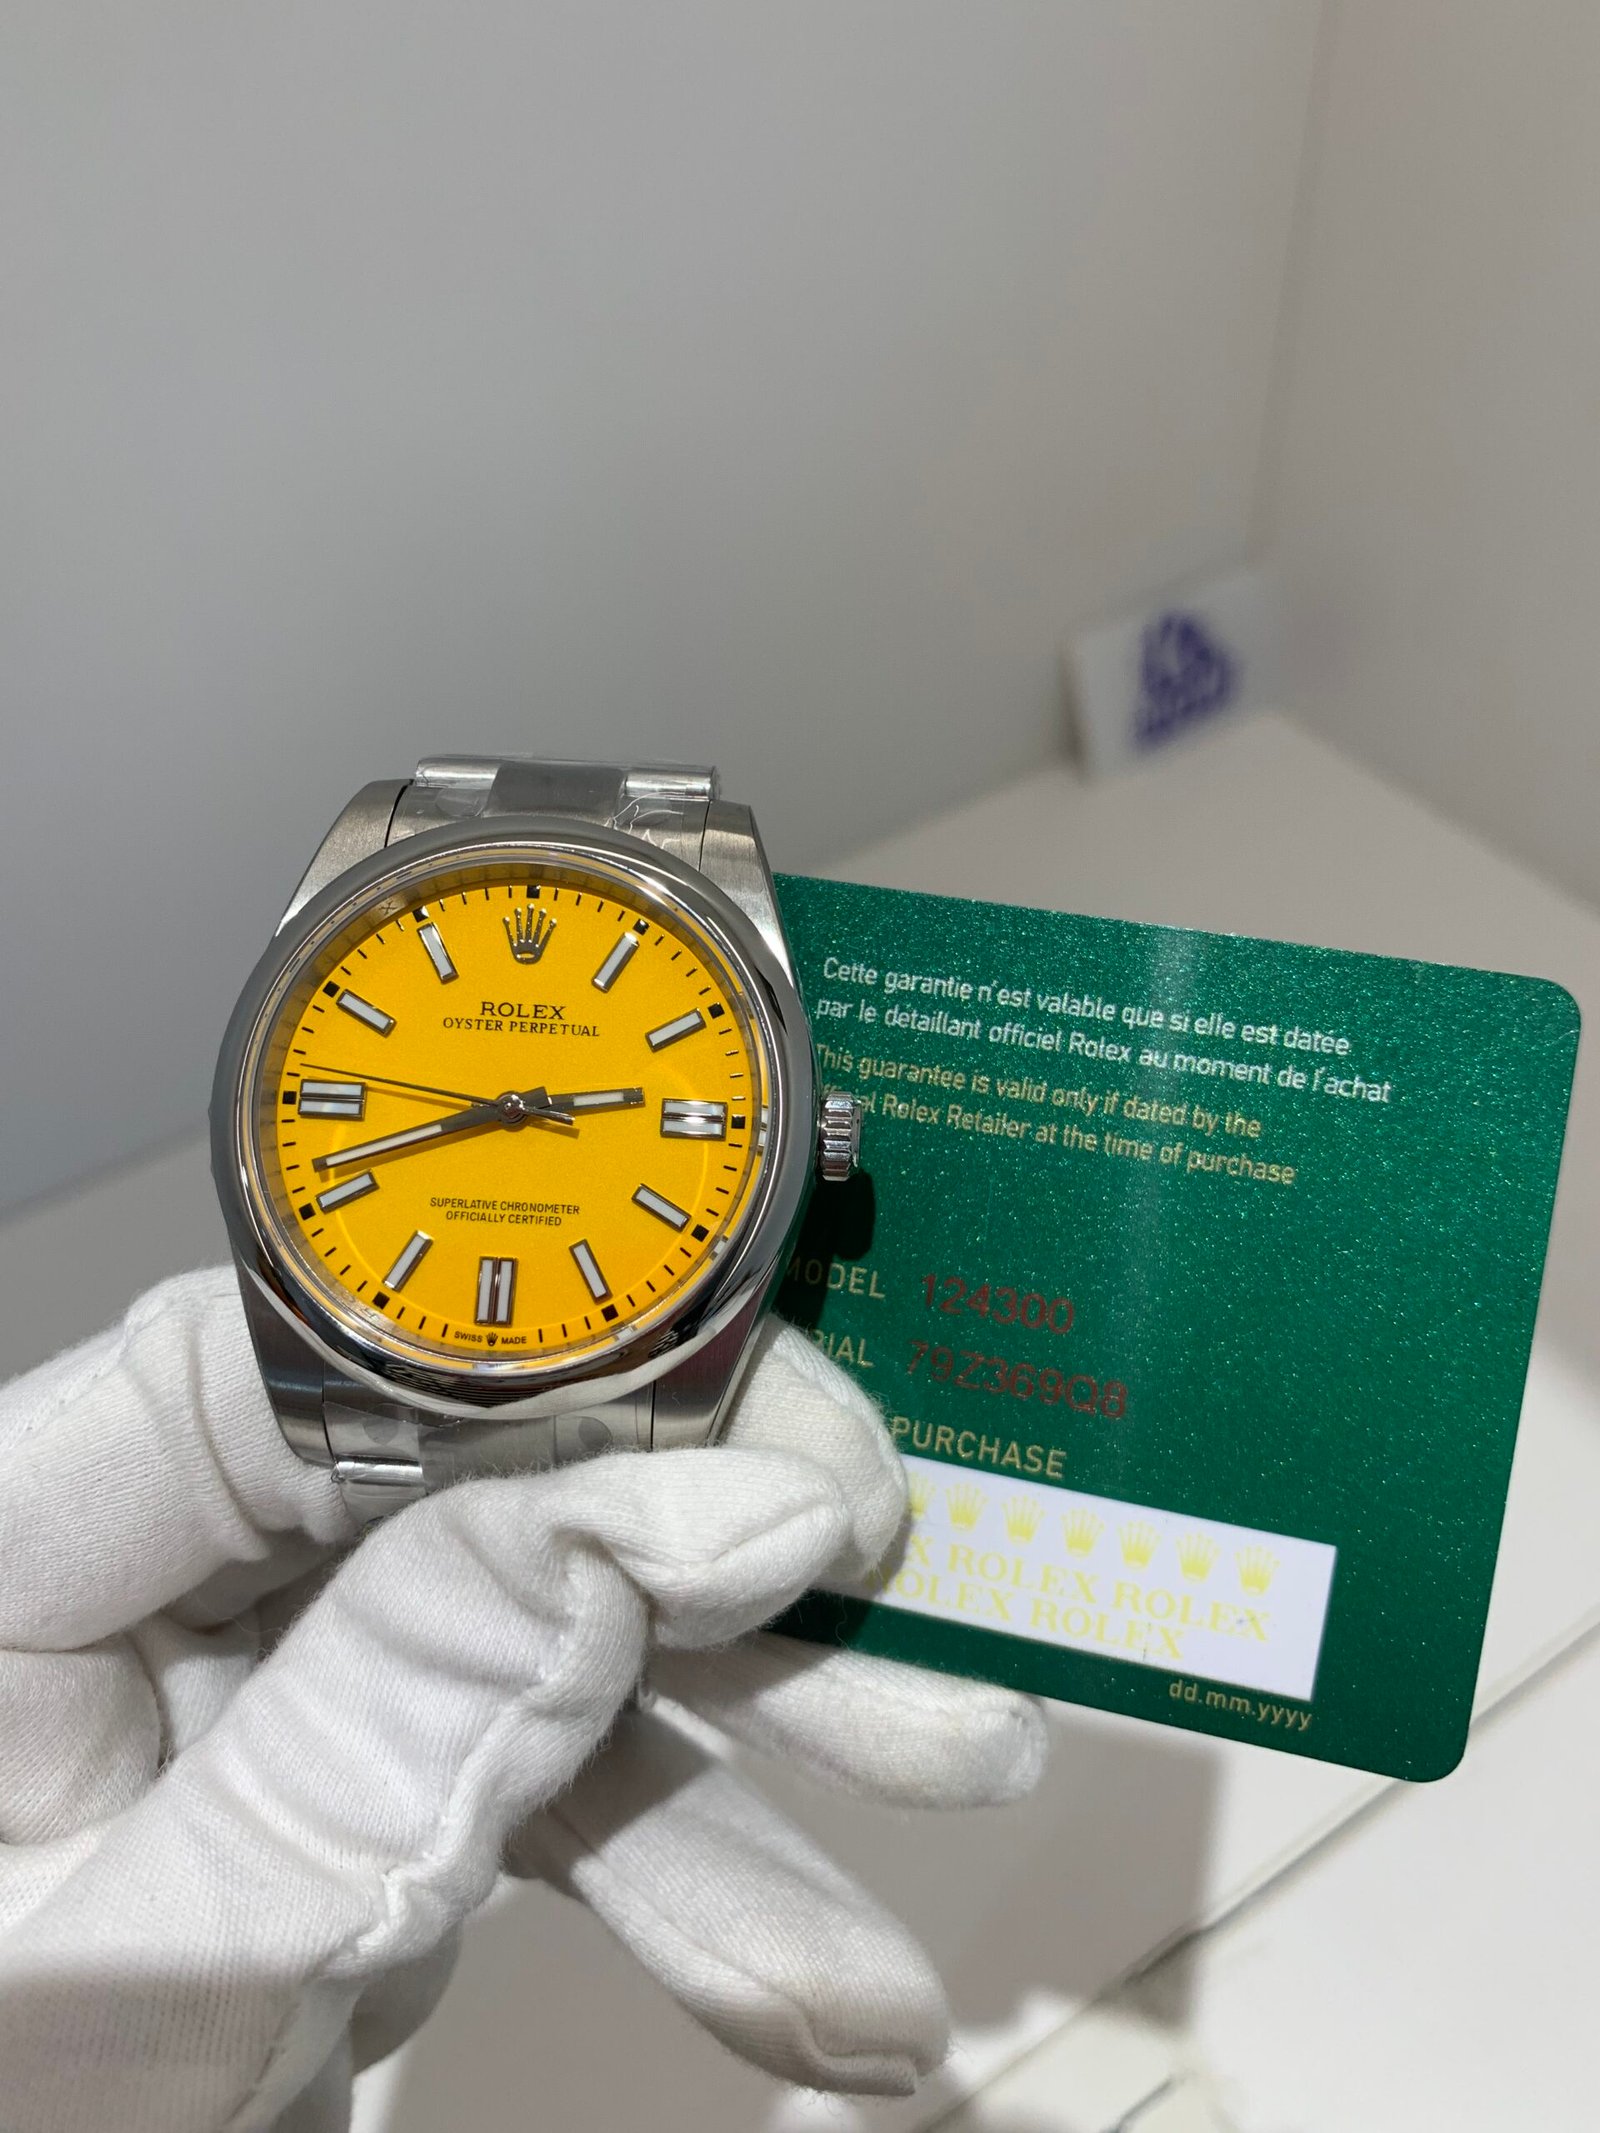 ROLEX
OYSTER PERPETUAL
SUPERLATIVE CHRONOMETER
OFFICIALLY CERTIFIED
SWISS MADE
Cette garantie n'est valable que si elle est datée
par le détaillant officiel Rolex au moment de l'achat
This guarantee is valid only if dated by the
Rolex Retailer at the time of purchase
MODEL 124300
79Z369Q8
PURCHASE
ROLEX ROLEX
ROLEX ROLEX
dd.mm.yyyy